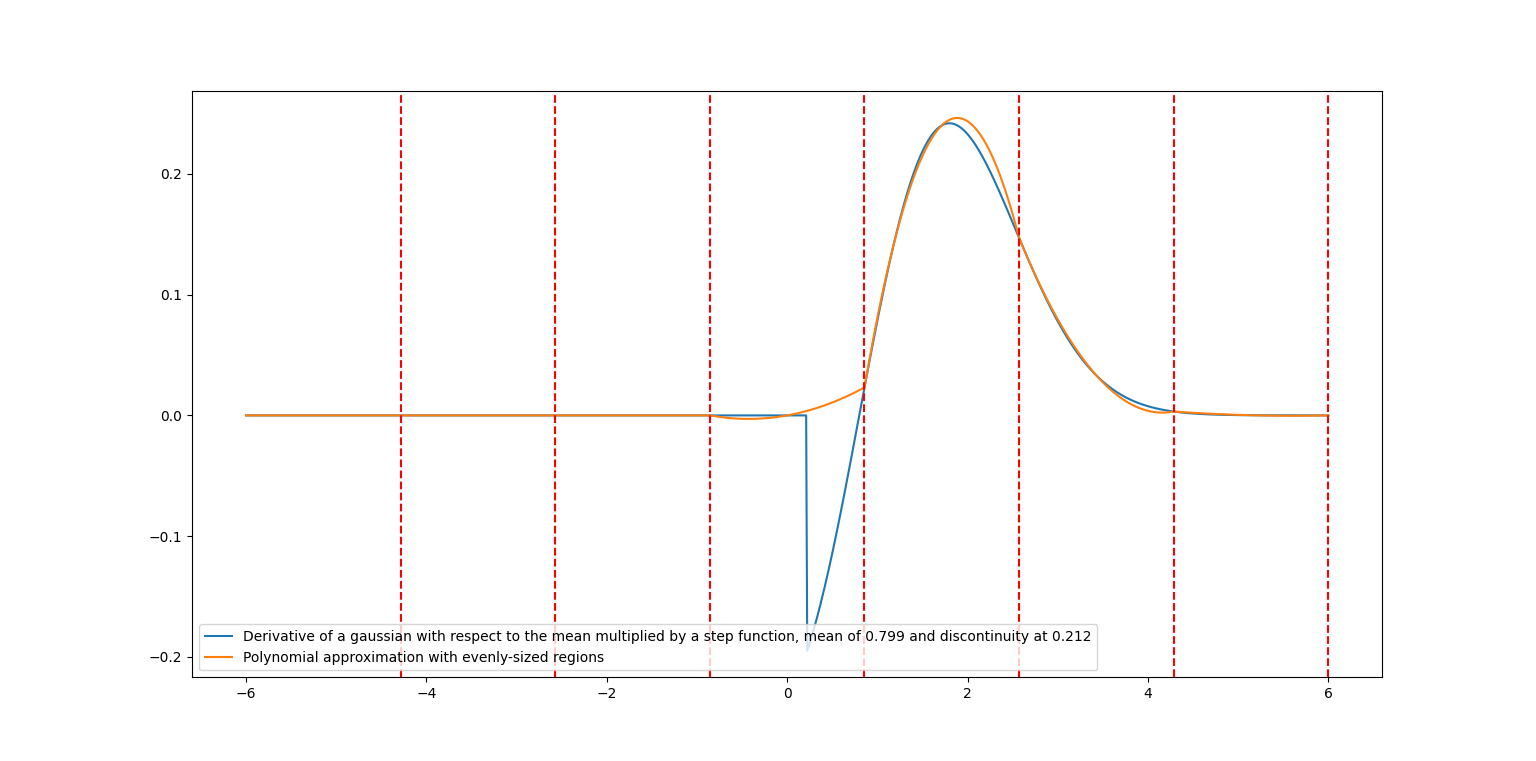 0.2
0.1
0.0
−0.1
−0.2
Derivative of a gaussian with respect to the mean multiplied by a step function, mean of 0.799 and discontinuity at 0.212
Polynomial approximation with evenly-sized regions
−6 −4 −2 0 2 4 6